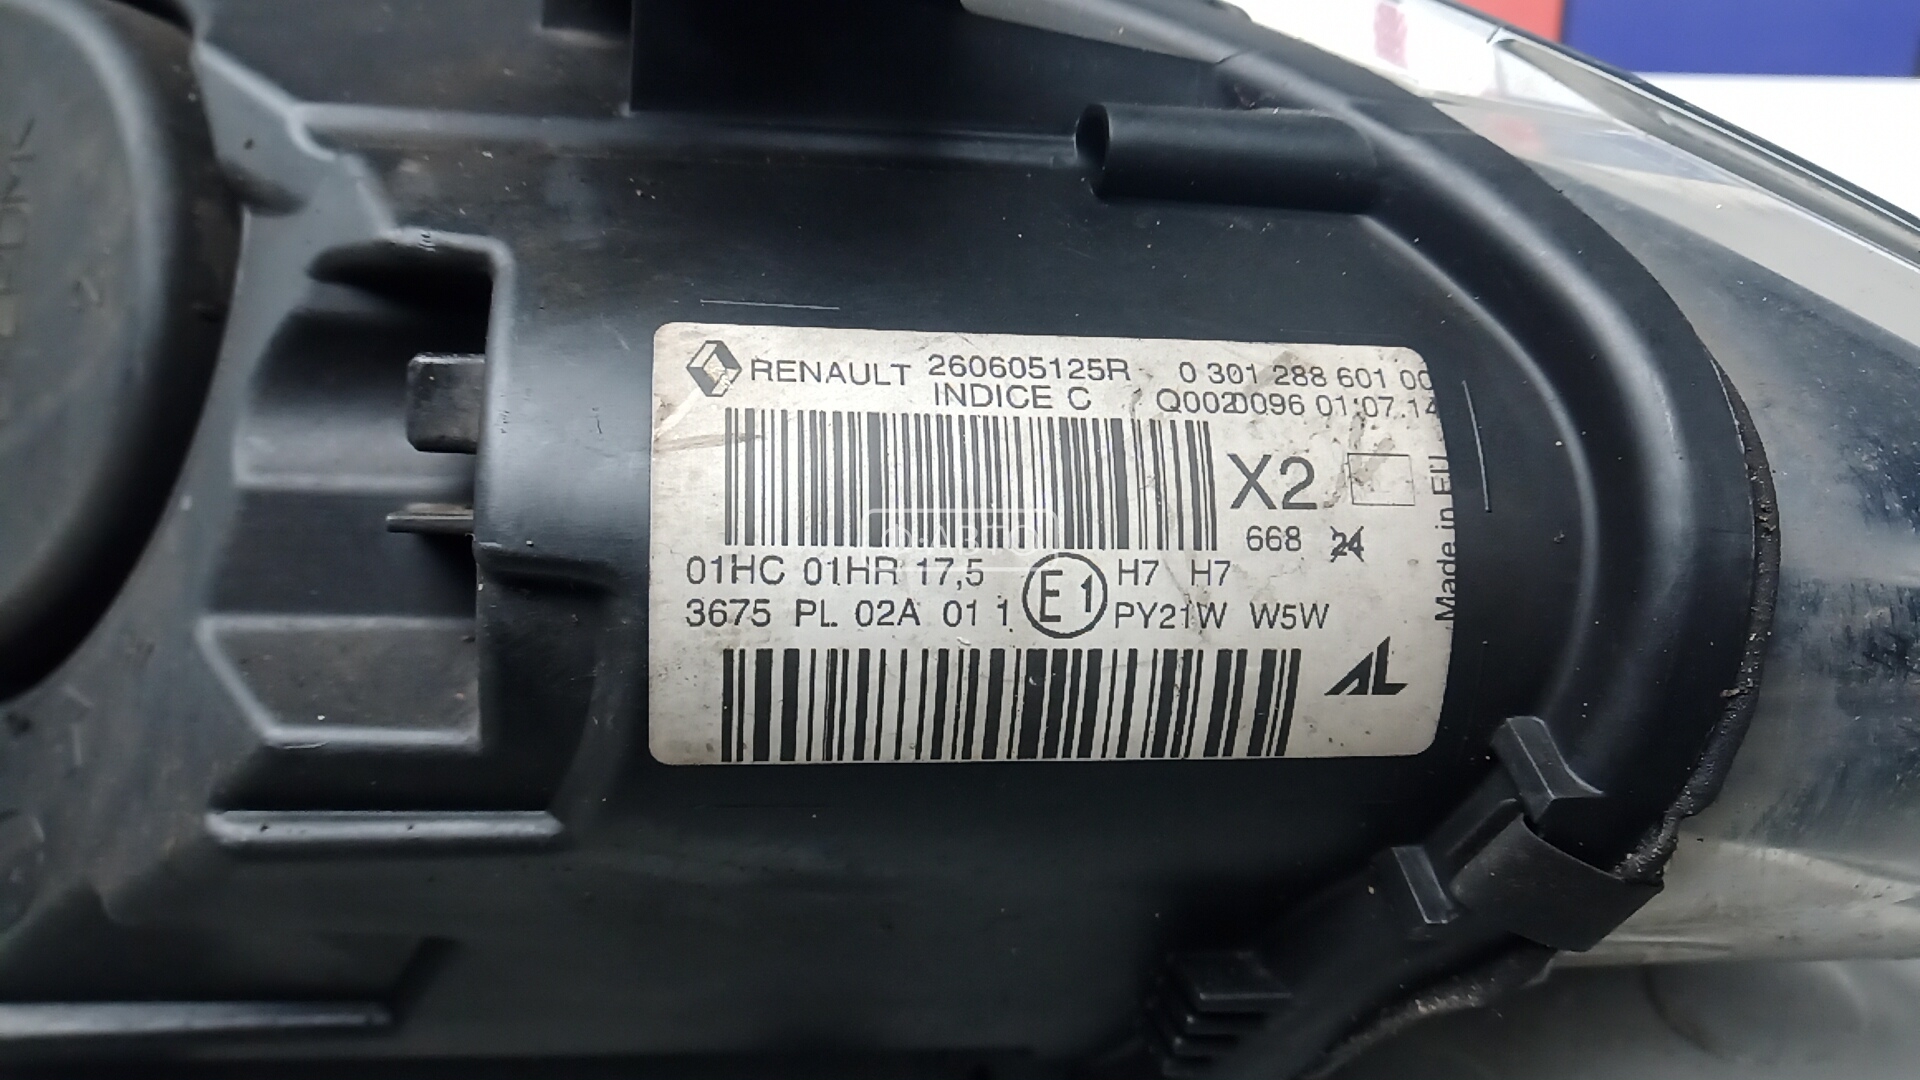 RENAULT 260605125R 0 301 288 601 00
INDICE C Q0020096 01.07.14
X2
668 24
Made in EU
01HC 01HR 17,5 E1 H7 H7
3675 PL 02A 01 1 PY21W W5W
AL